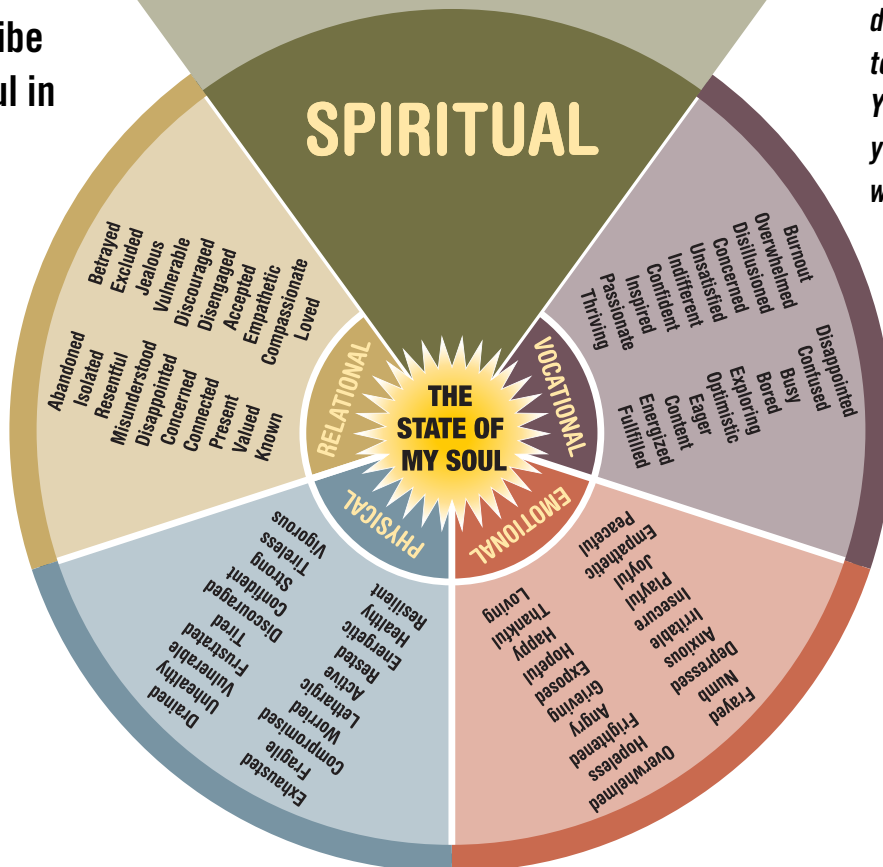 ibe
ul in
d
te
Y
y
w
SPIRITUAL
THE
STATE OF
MY SOUL
RELATIONAL
VOCATIONAL
PHYSICAL
EMOTIONAL
Betrayed
Excluded
Jealous
Vulnerable
Discouraged
Disengaged
Accepted
Empathetic
Compassionate
Loved
Abandoned
Isolated
Resentful
Misunderstood
Disappointed
Concerned
Connected
Present
Valued
Known
Burnout
Overwhelmed
Disillusioned
Concerned
Unsatisfied
Indifferent
Confident
Inspired
Passionate
Thriving
Disappointed
Confused
Busy
Bored
Exploring
Optimistic
Eager
Content
Energized
Fulfilled
Peaceful
Empathetic
Joyful
Playful
Insecure
Irritable
Anxious
Depressed
Numb
Frayed
Loving
Thankful
Happy
Hopeful
Exposed
Grieving
Angry
Frightened
Hopeless
Overwhelmed
Vigorous
Tireless
Strong
Confident
Discouraged
Tired
Frustrated
Vulnerable
Unhealthy
Drained
Resilient
Healthy
Energetic
Rested
Active
Lethargic
Worried
Compromised
Fragile
Exhausted